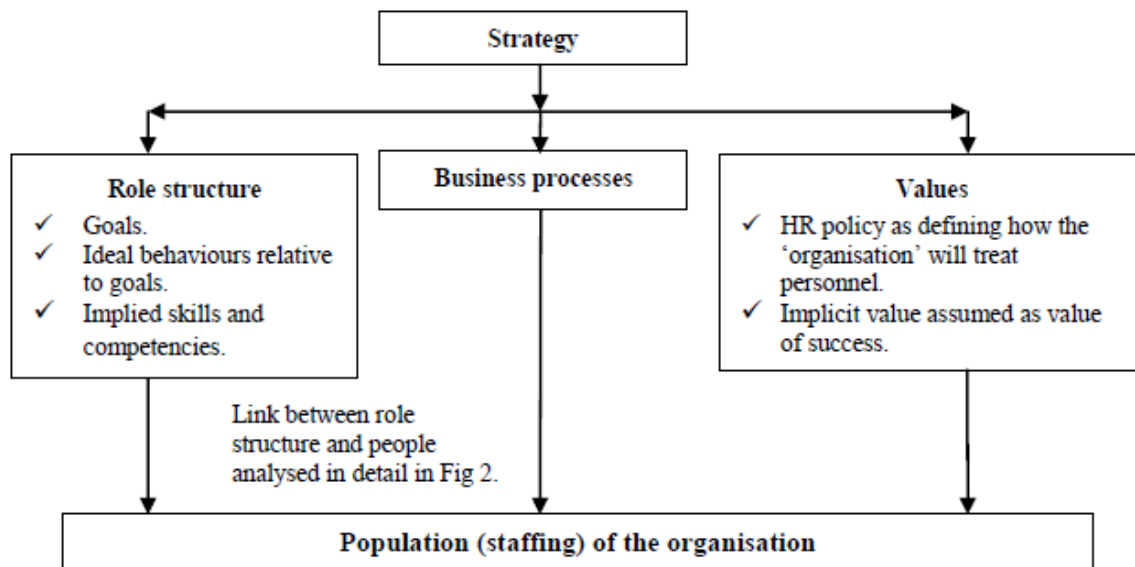 Strategy
Role structure
✓ Goals.
✓ Ideal behaviours relative
to goals.
✓ Implied skills and
competencies.
Business processes
Values
✓ HR policy as defining how the
‘organisation’ will treat
personnel.
✓ Implicit value assumed as value
of success.
Link between role
structure and people
analysed in detail in Fig 2.
Population (staffing) of the organisation